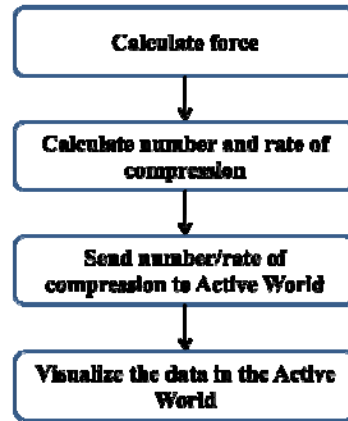 Calculate force
Calculate number and rate of
compression
Send number/rate of
compression to Active World
Visualize the data in the Active
World